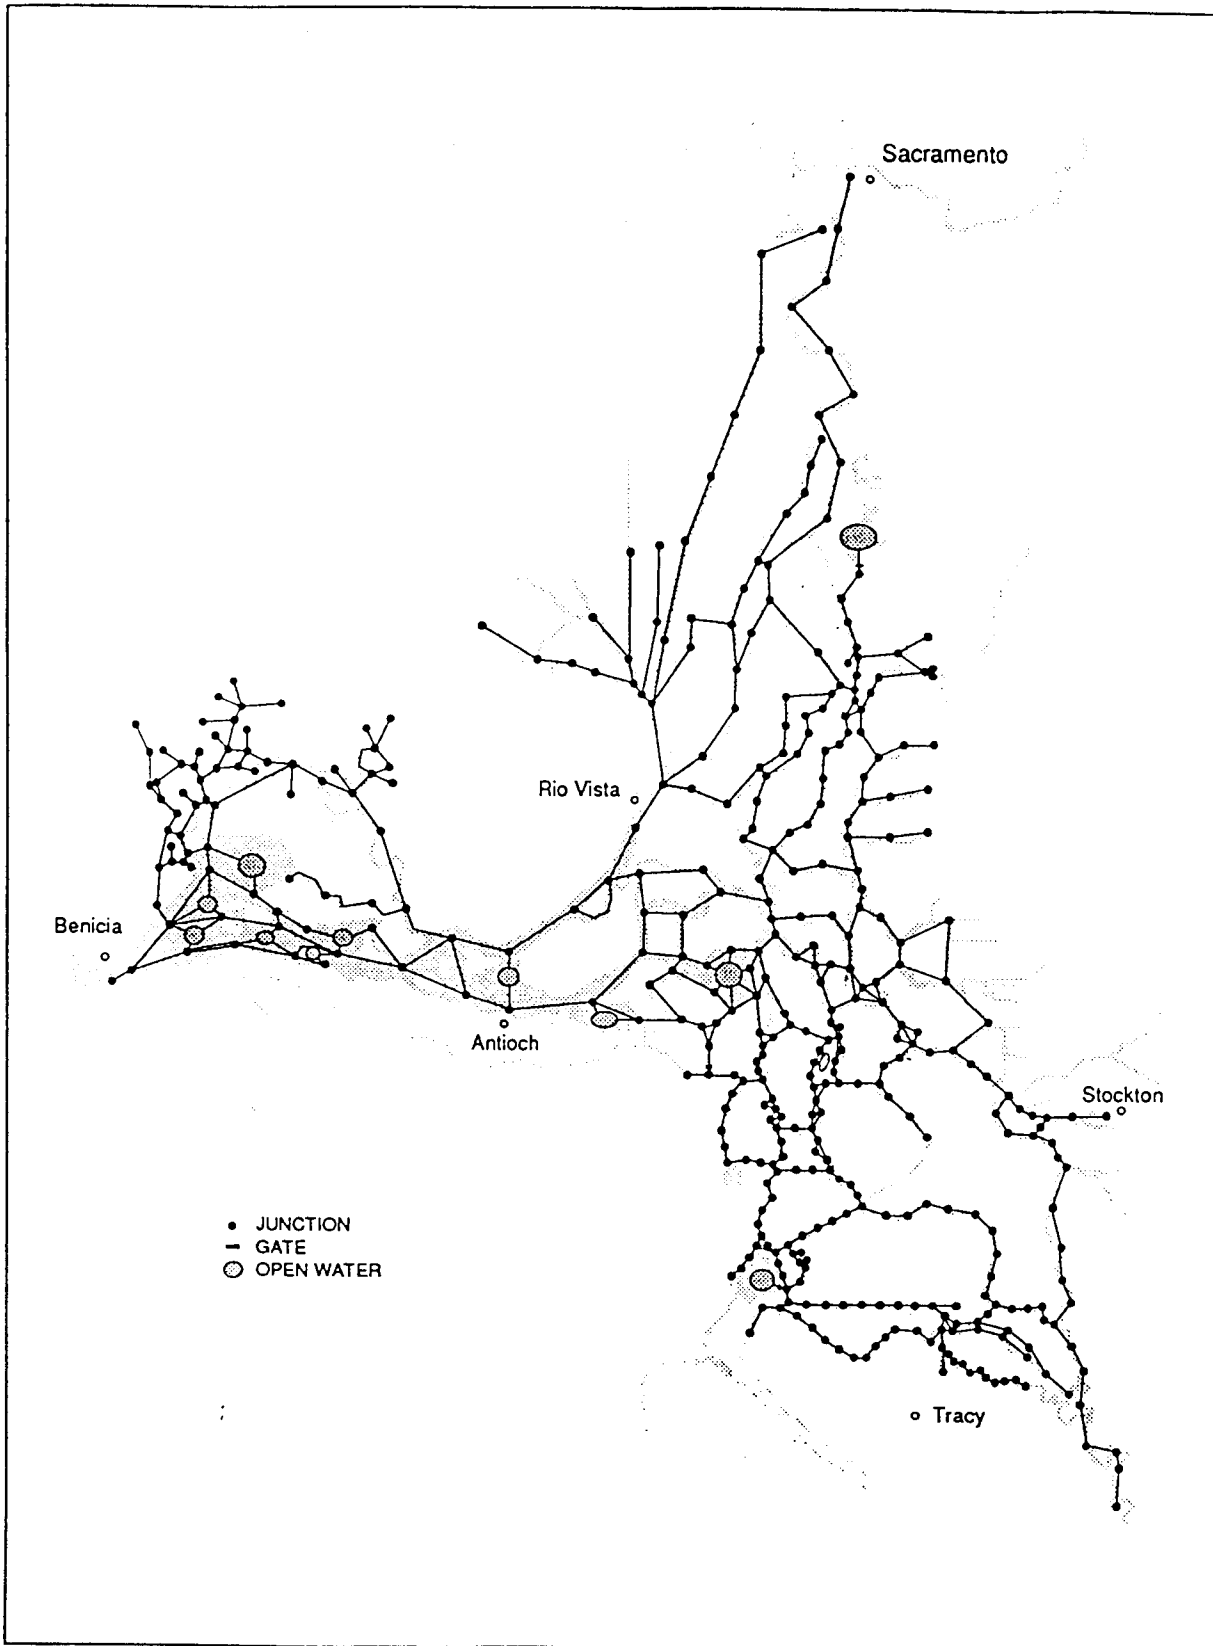 Sacramento
Rio Vista
Benicia
Antioch
Stockton
JUNCTION
GATE
OPEN WATER
Tracy